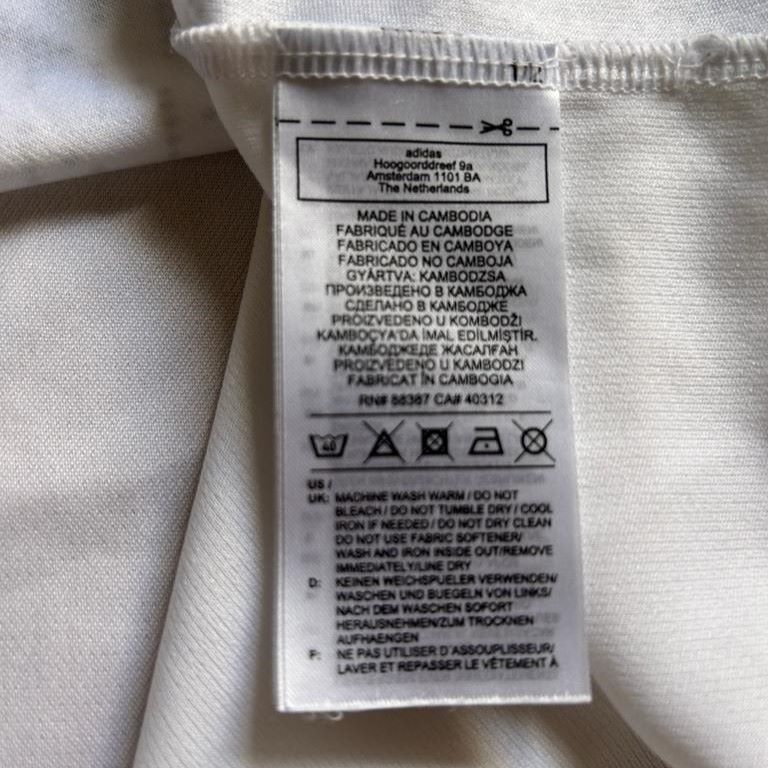 adidas
Hoogoorddreef 9a
Amsterdam 1101 BA
The Netherlands
MADE IN CAMBODIA
FABRIQUÉ AU CAMBODGE
FABRICADO EN CAMBOYA
FABRICADO NO CAMBOJA
GYÁRTVA: KAMBODZSA
ПРОИЗВЕДЕНО В КАМБОДЖА
СДЕЛАНО В КАМБОДЖЕ
PROIZVEDENO U KOMBODŽI
KAMBOÇYA'DA İMAL EDİLMİŞTİR.
КАМБОДЖЕДЕ ЖАСАЛҒАН
PROIZVEDENO U KAMBODZI
FABRICAT ÎN CAMBOGIA
RN# 88387 CA# 40312
40
US /
UK: MACHINE WASH WARM / DO NOT
BLEACH / DO NOT TUMBLE DRY / COOL
IRON IF NEEDED / DO NOT DRY CLEAN
DO NOT USE FABRIC SOFTENER/
WASH AND IRON INSIDE OUT/REMOVE
IMMEDIATELY/LINE DRY
D: KEINEN WEICHSPUELER VERWENDEN/
WASCHEN UND BUEGELN VON LINKS/
NACH DEM WASCHEN SOFORT
HERAUSNEHMEN/ZUM TROCKNEN
AUFHAENGEN
F: NE PAS UTILISER D'ASSOUPLISSEUR/
LAVER ET REPASSER LE VÊTEMENT À